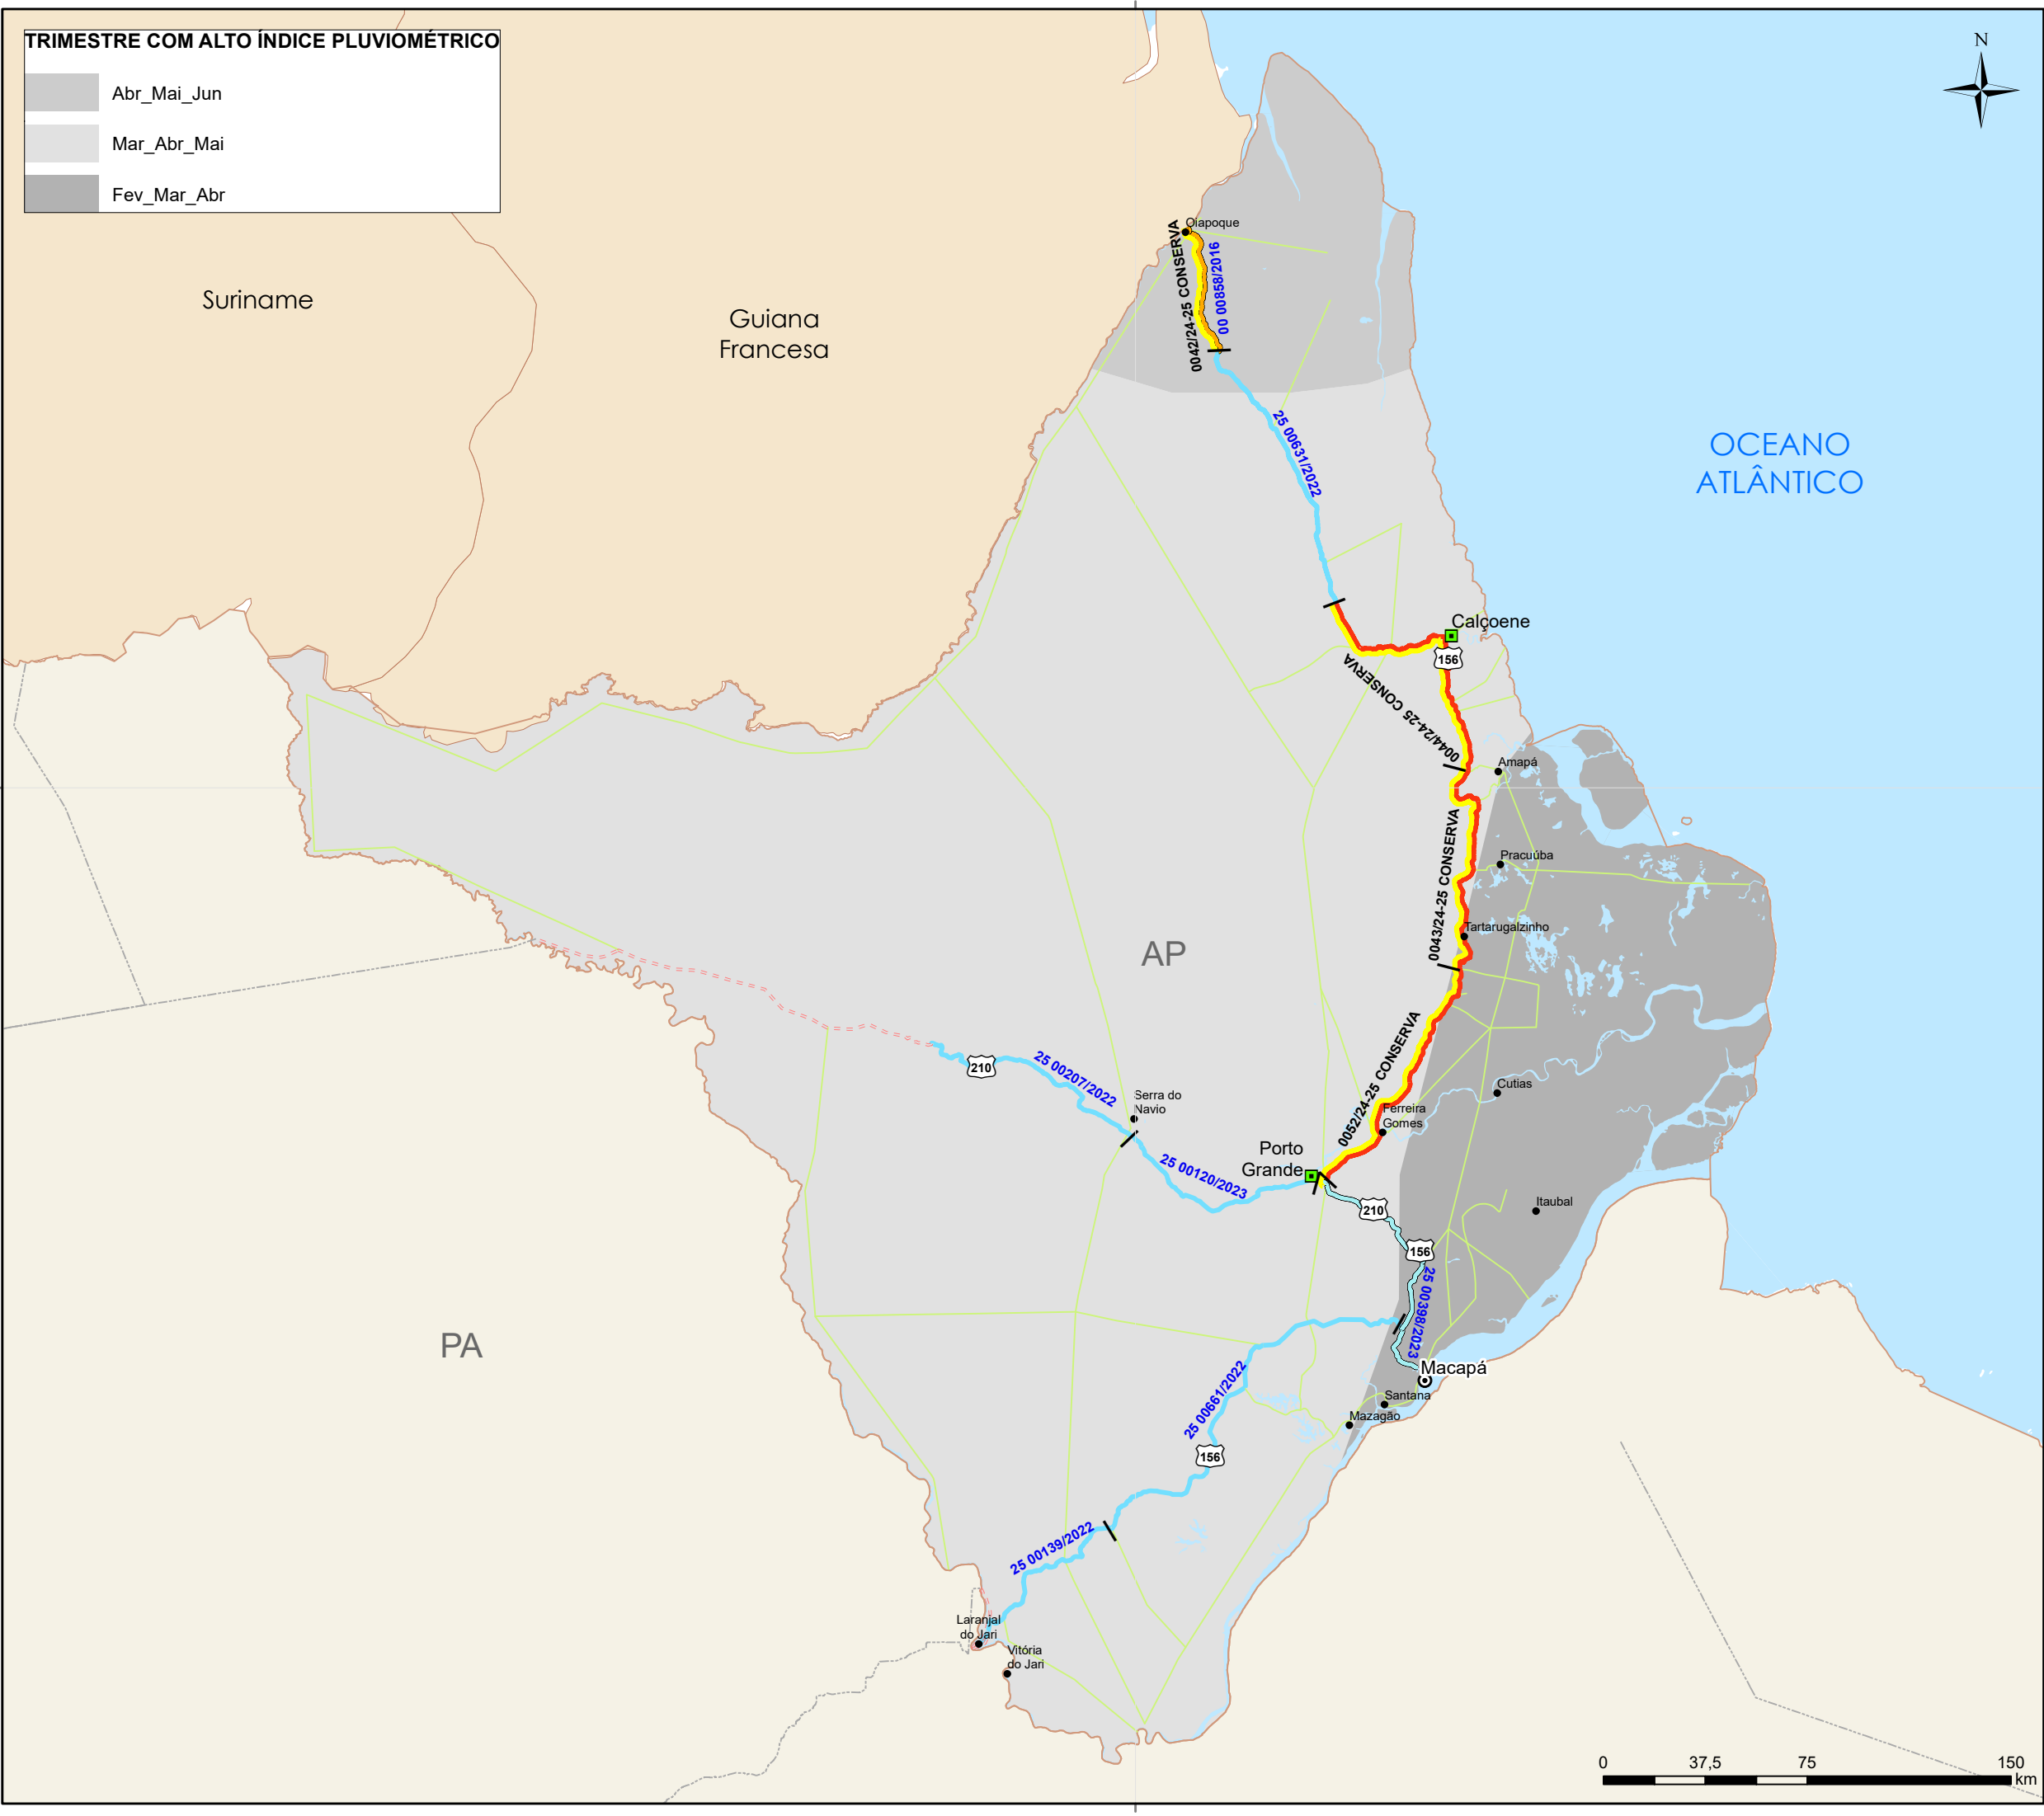 TRIMESTRE COM ALTO ÍNDICE PLUVIOMÉTRICO
Abr_Mai_Jun
Mar_Abr_Mai
Fev_Mar_Abr
N
Suriname
Guiana
Francesa
OCEANO
ATLÂNTICO
Oiapoque
0042/24-25 CONSERVA
00 00858/2016
25 00631/2022
Calçoene
156
0044/24-25 CONSERVA
Amapá
0043/24-25 CONSERVA
Pracuúba
Tartarugalzinho
AP
0052/24-25 CONSERVA
210
25 00207/2022
Serra do
Navio
Cutias
Ferreira
Gomes
Porto
Grande
25 00120/2023
210
Itaubal
156
25 00398/2023
PA
Macapá
Santana
Mazagão
25 00661/2022
156
25 00139/2022
Laranjal
do Jari
Vitória
do Jari
0 37,5 75 150
km